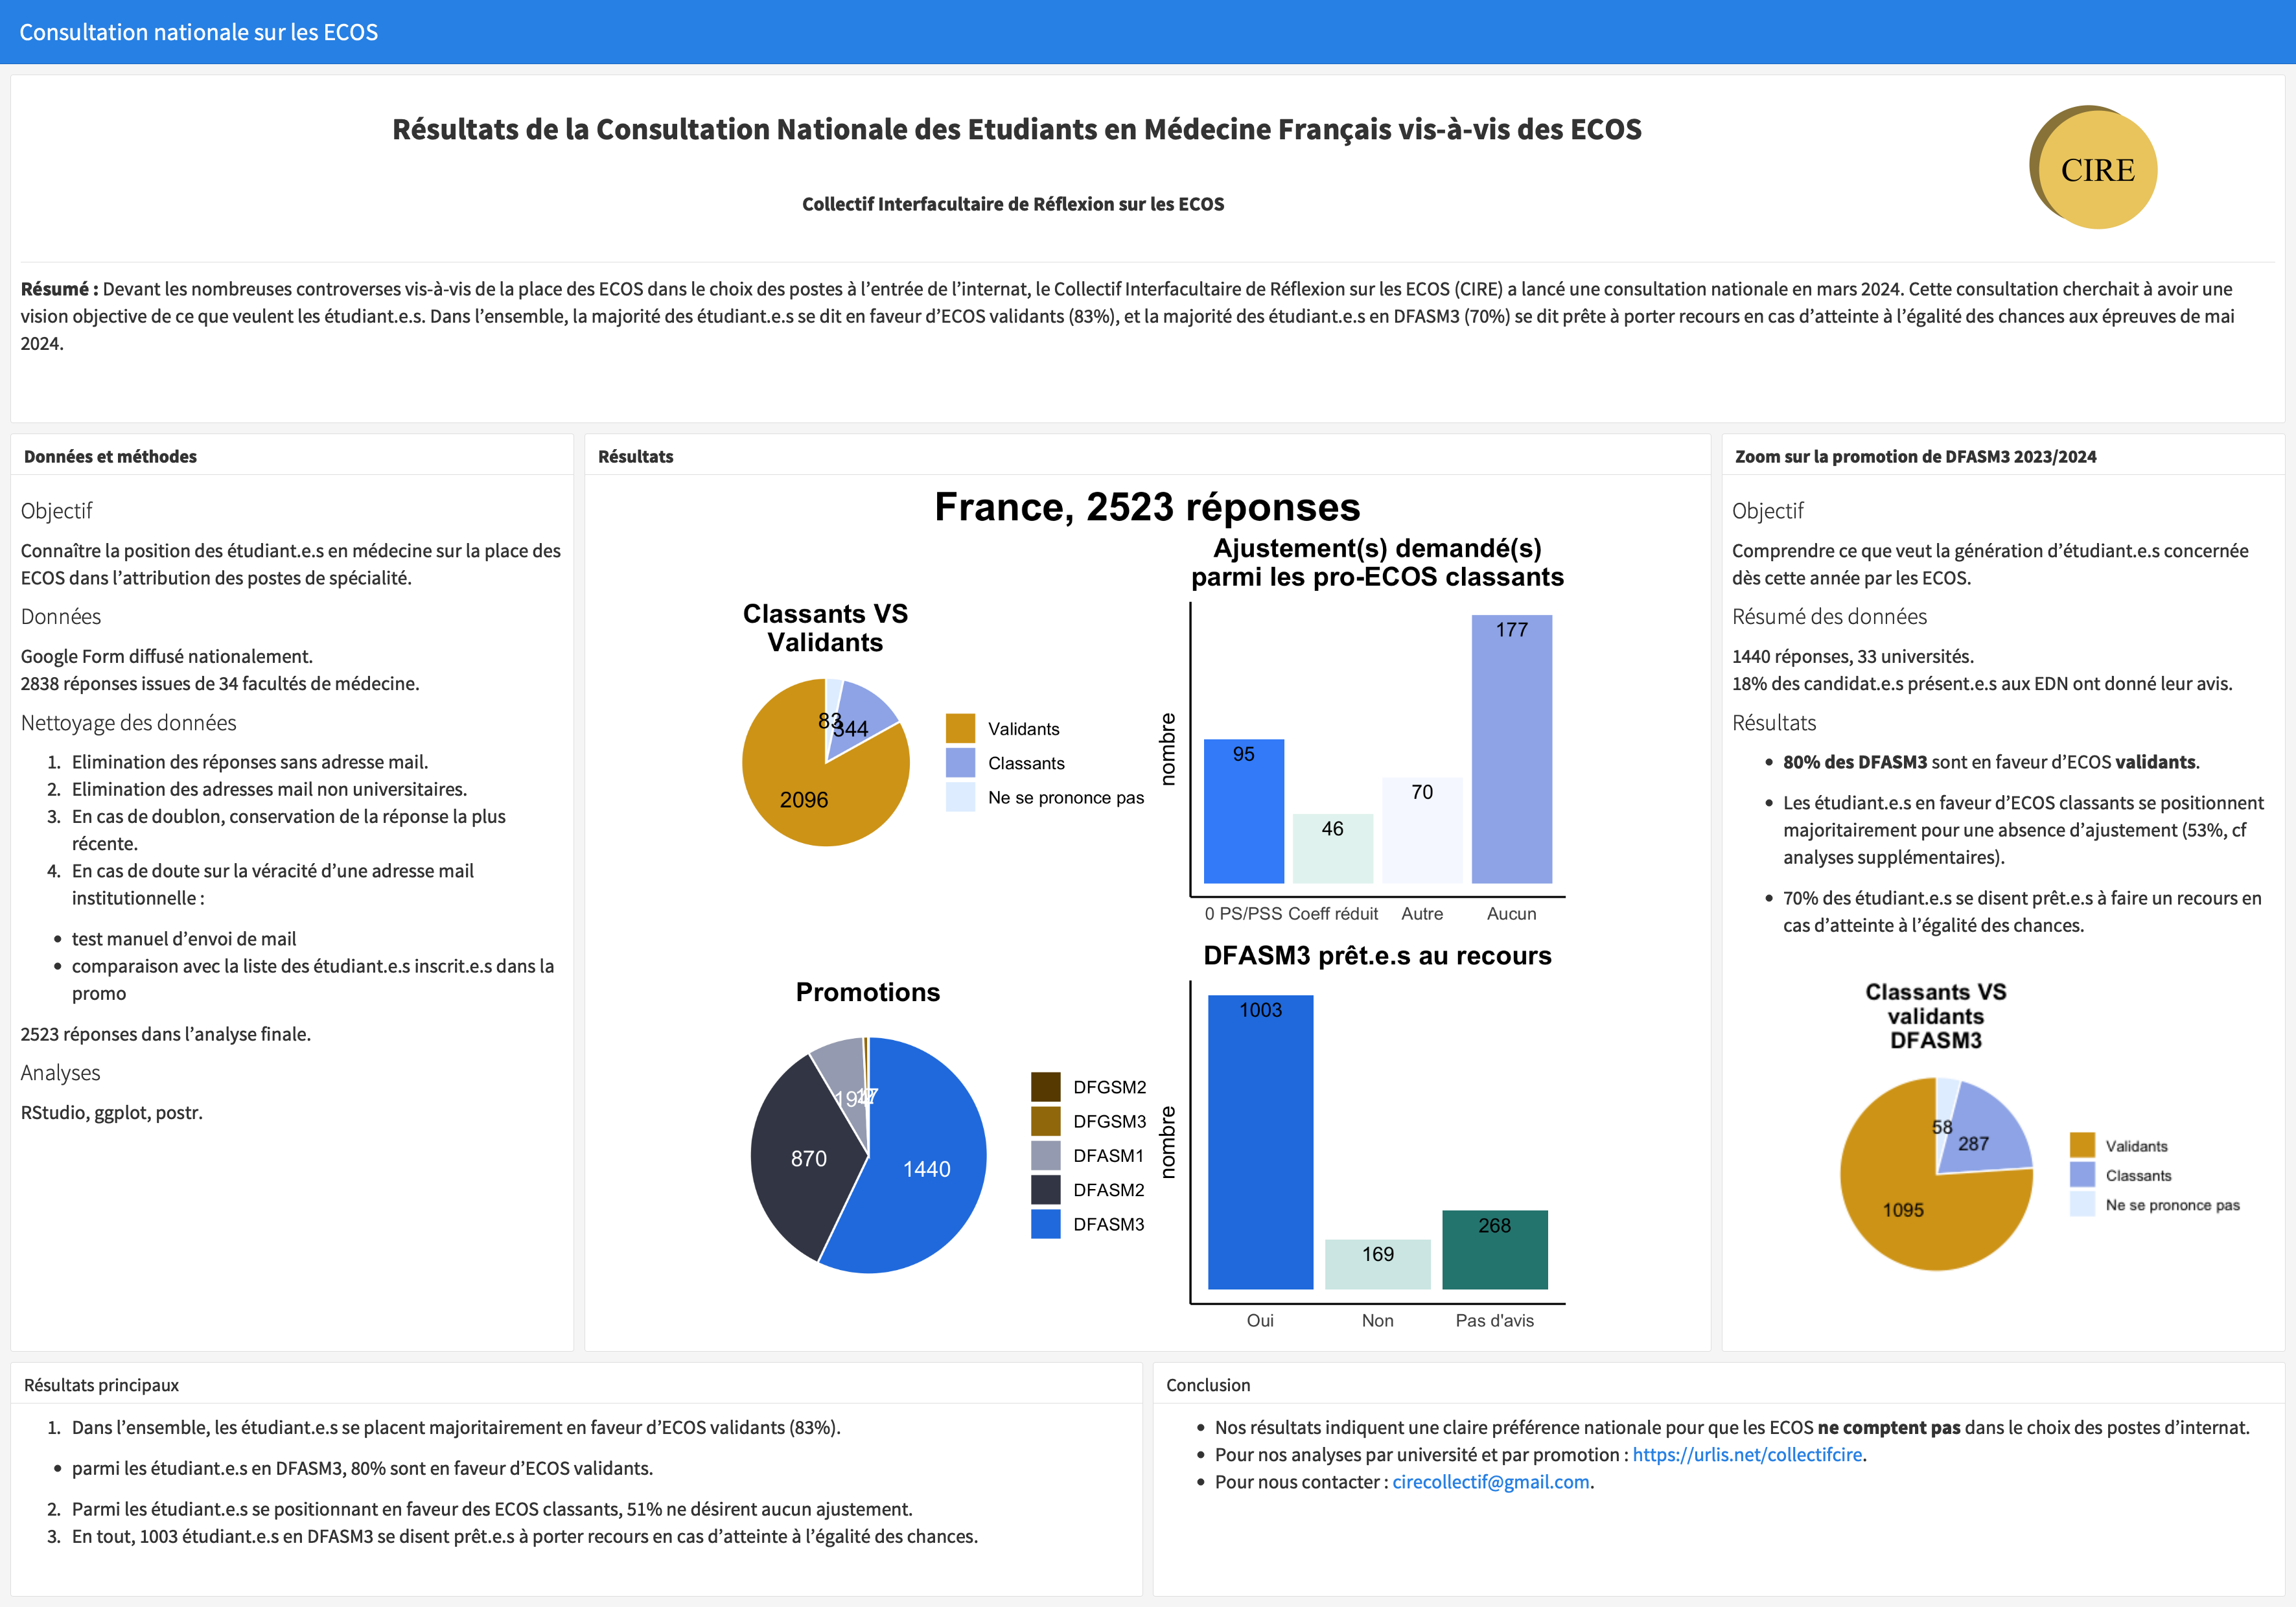 Consultation nationale sur les ECOS
Résultats de la Consultation Nationale des Etudiants en Médecine Français vis-à-vis des ECOS
CIRE
Collectif Interfacultaire de Réflexion sur les ECOS
Résumé : Devant les nombreuses controverses vis-à-vis de la place des ECOS dans le choix des postes à l'entrée de l'internat, le Collectif Interfacultaire de Réflexion sur les ECOS (CIRE) a lancé une consultation nationale en mars 2024. Cette consultation cherchait à avoir une
vision objective de ce que veulent les étudiant.e.s. Dans l'ensemble, la majorité des étudiant.e.s se dit en faveur d'ECOS validants (83%), et la majorité des étudiant.e.s en DFASM3 (70%) se dit prête à porter recours en cas d'atteinte à l'égalité des chances aux épreuves de mai
2024.
Données et méthodes
Objectif
Connaître la position des étudiant.e.s en médecine sur la place des
ECOS dans l'attribution des postes de spécialité.
Données
Google Form diffusé nationalement.
2838 réponses issues de 34 facultés de médecine.
Nettoyage des données
1. Elimination des réponses sans adresse mail.
2. Elimination des adresses mail non universitaires.
3. En cas de doublon, conservation de la réponse la plus
récente.
4. En cas de doute sur la véracité d'une adresse mail
institutionnelle :
• test manuel d'envoi de mail
• comparaison avec la liste des étudiant.e.s inscrit.e.s dans la
promo
2523 réponses dans l'analyse finale.
Analyses
RStudio, ggplot, postr.
Résultats
France, 2523 réponses
Classants VS
Validants
83
344
2096
Validants
Classants
Ne se prononce pas
Ajustement(s) demandé(s)
parmi les pro-ECOS classants
nombre
95
46
70
177
0 PS/PSS
Coeff réduit
Autre
Aucun
Promotions
870
1440
DFGSM2
DFGSM3
DFASM1
DFASM2
DFASM3
DFASM3 prêt.e.s au recours
nombre
1003
169
268
Oui
Non
Pas d'avis
Zoom sur la promotion de DFASM3 2023/2024
Objectif
Comprendre ce que veut la génération d'étudiant.e.s concernée
dès cette année par les ECOS.
Résumé des données
1440 réponses, 33 universités.
18% des candidat.e.s présent.e.s aux EDN ont donné leur avis.
Résultats
• 80% des DFASM3 sont en faveur d'ECOS validants.
• Les étudiant.e.s en faveur d'ECOS classants se positionnent
majoritairement pour une absence d'ajustement (53%, cf
analyses supplémentaires).
• 70% des étudiant.e.s se disent prêt.e.s à faire un recours en
cas d'atteinte à l'égalité des chances.
Classants VS
validants
DFASM3
58
287
1095
Validants
Classants
Ne se prononce pas
Résultats principaux
1. Dans l'ensemble, les étudiant.e.s se placent majoritairement en faveur d'ECOS validants (83%).
• parmi les étudiant.e.s en DFASM3, 80% sont en faveur d'ECOS validants.
2. Parmi les étudiant.e.s se positionnant en faveur des ECOS classants, 51% ne désirent aucun ajustement.
3. En tout, 1003 étudiant.e.s en DFASM3 se disent prêt.e.s à porter recours en cas d'atteinte à l'égalité des chances.
Conclusion
• Nos résultats indiquent une claire préférence nationale pour que les ECOS ne comptent pas dans le choix des postes d'internat.
• Pour nos analyses par université et par promotion : https://urlis.net/collectifcire.
• Pour nous contacter : cirecollectif@gmail.com.